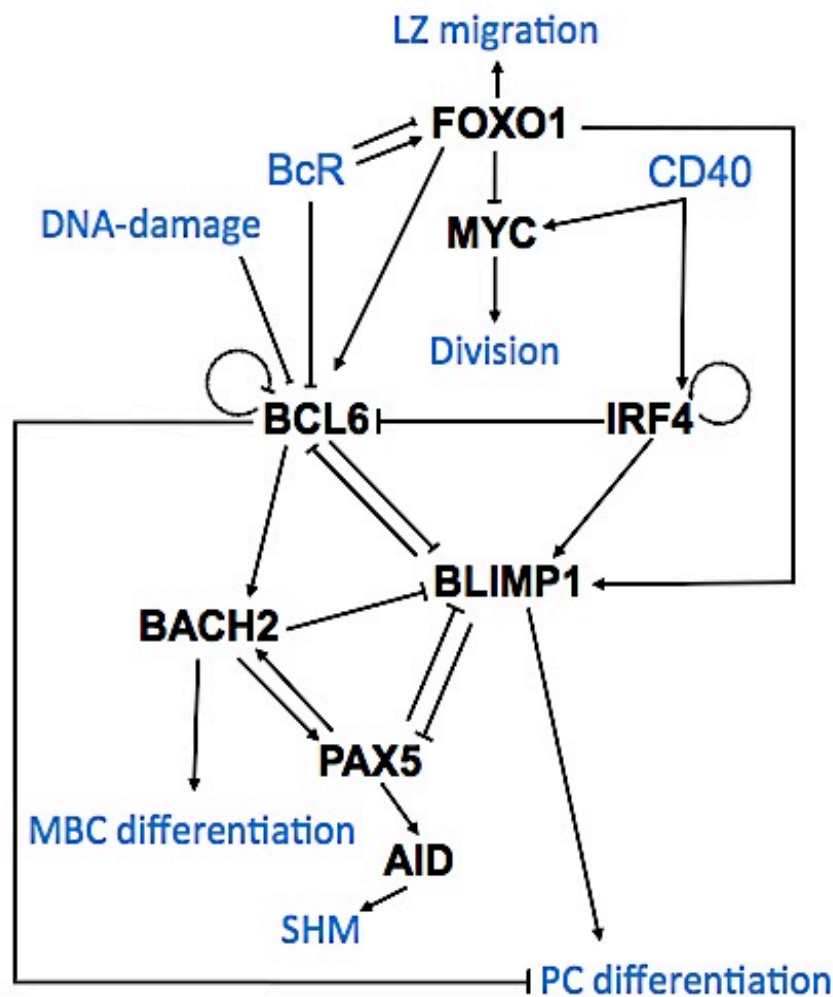 LZ migration
FOXO1
BcR
CD40
DNA-damage
MYC
Division
BCL6
IRF4
BLIMP1
BACH2
PAX5
MBC differentiation
AID
SHM
PC differentiation